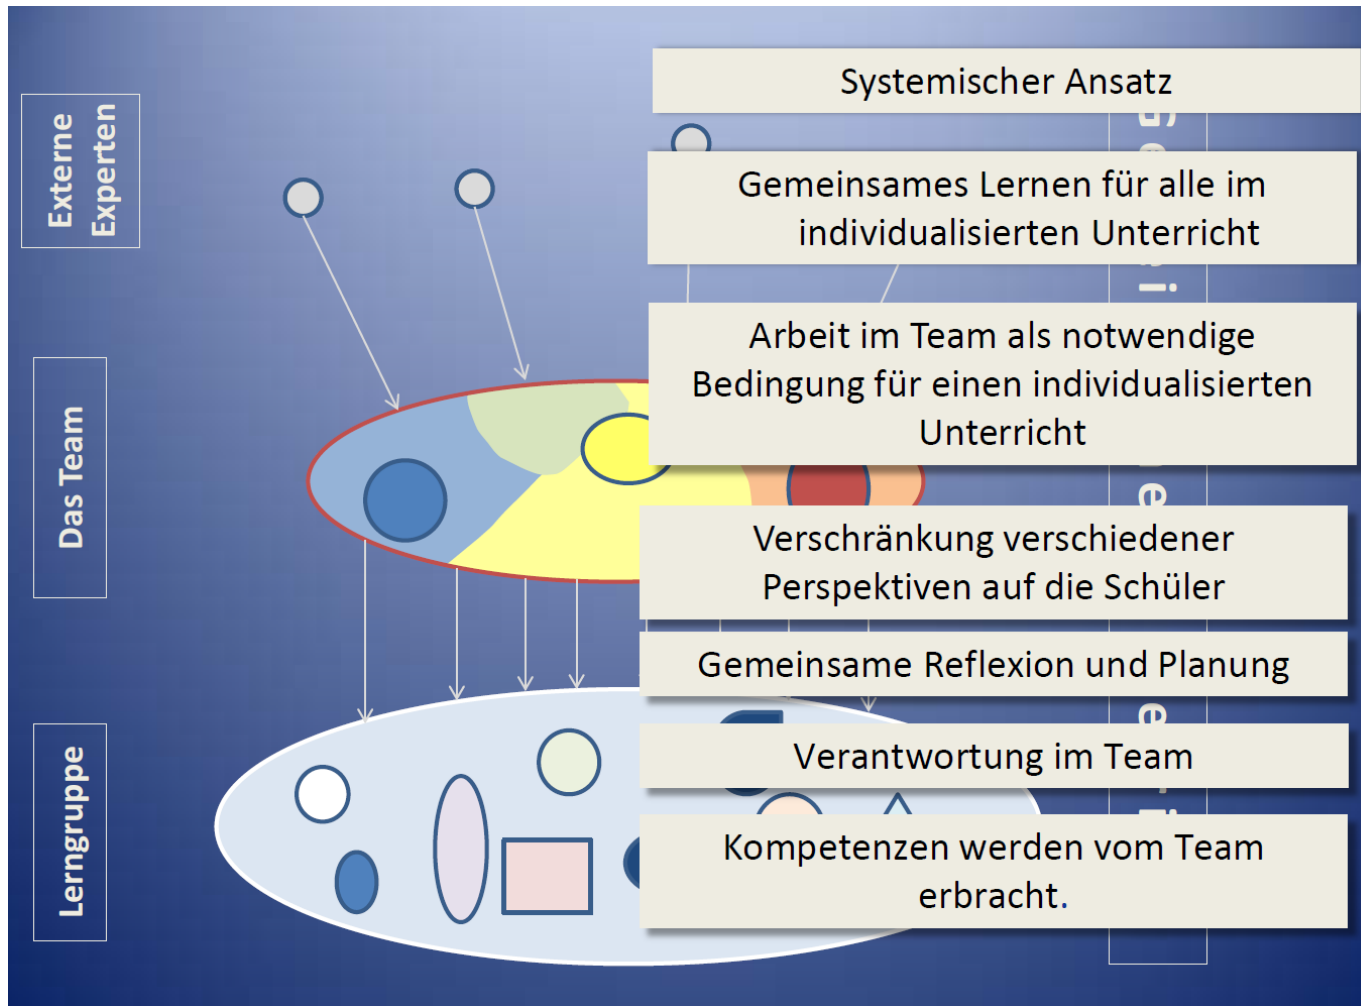 Externe
Experten
Das Team
Lerngruppe
Systemischer Ansatz
Gemeinsames Lernen für alle im
individualisierten Unterricht
Arbeit im Team als notwendige
Bedingung für einen individualisierten
Unterricht
Verschränkung verschiedener
Perspektiven auf die Schüler
Gemeinsame Reflexion und Planung
Verantwortung im Team
Kompetenzen werden vom Team
erbracht.